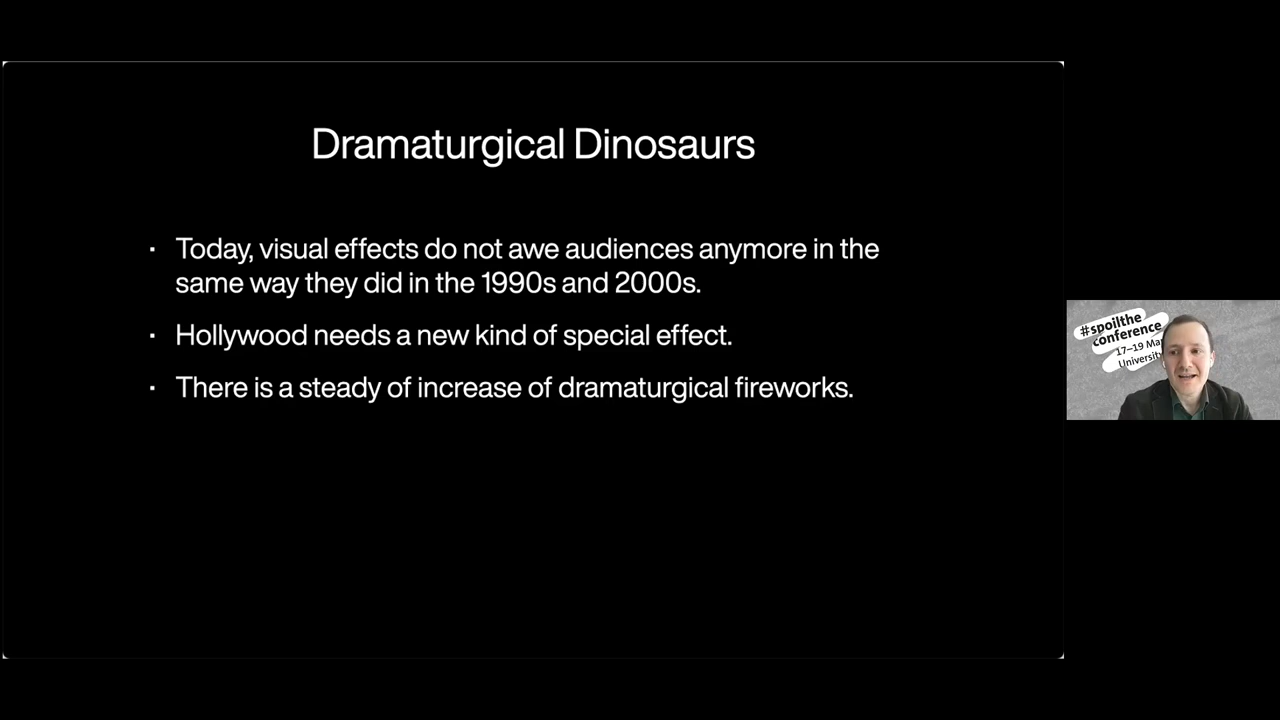 Dramaturgical Dinosaurs
· Today, visual effects do not awe audiences anymore in the
same way they did in the 1990s and 2000s.
· Hollywood needs a new kind of special effect.
· There is a steady of increase of dramaturgical fireworks.
#spoilthe
conference
17–19 Ma
University